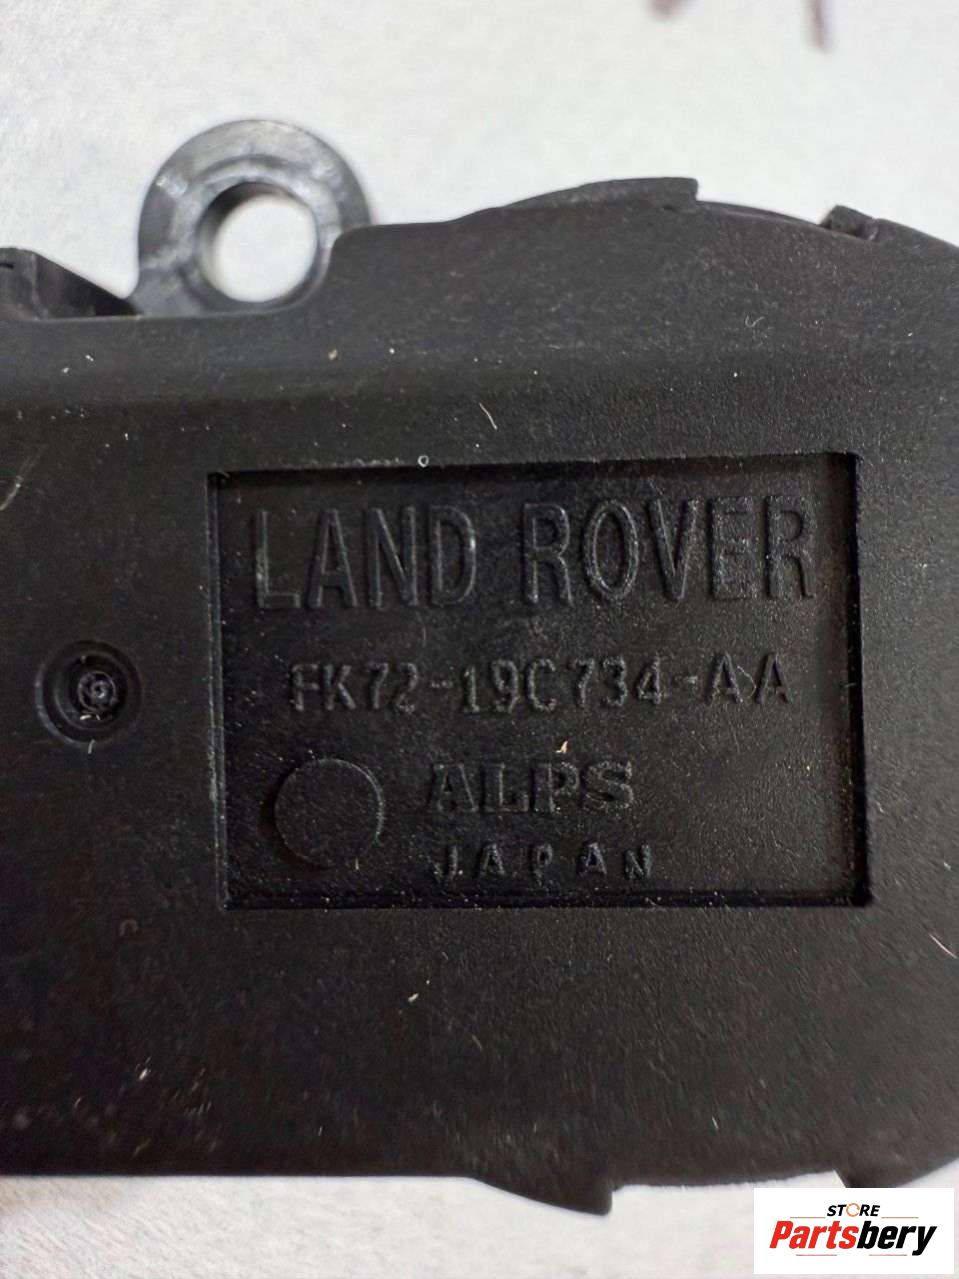 LAND ROVER
FK72-19C734-AA
ALPS
JAPAN
STORE
Partsbery